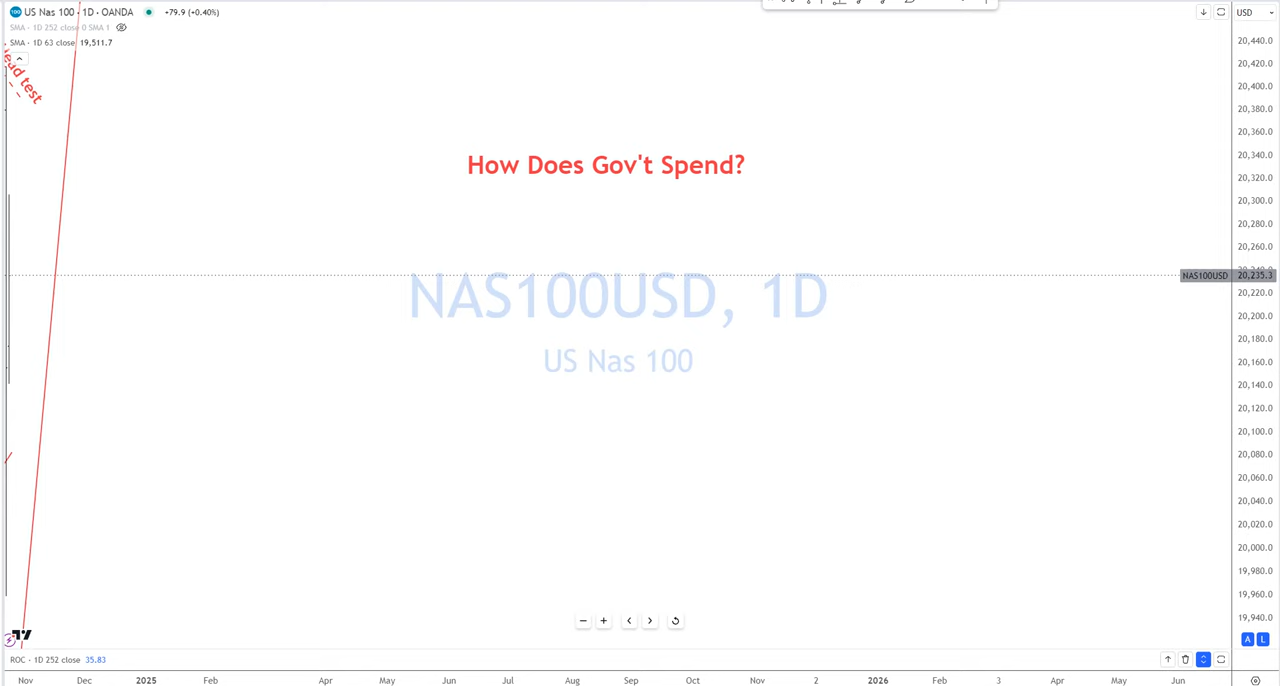 US Nas 100 · 1D · OANDA +79.9 (+0.40%)
SMA · 1D 252 close 0 SMA 1
SMA · 1D 63 close 19,511.7
ead test
How Does Gov't Spend?
NAS100USD, 1D
US Nas 100
USD
20,440.0
20,420.0
20,400.0
20,380.0
20,360.0
20,340.0
20,320.0
20,300.0
20,280.0
20,260.0
NAS100USD 20,235.3
20,220.0
20,200.0
20,180.0
20,160.0
20,140.0
20,120.0
20,100.0
20,080.0
20,060.0
20,040.0
20,020.0
20,000.0
19,980.0
19,960.0
19,940.0
A L
ROC · 1D 252 close 35.83
Nov Dec 2025 Feb Apr May Jun Jul Aug Sep Oct Nov 2 2026 Feb 3 Apr May Jun